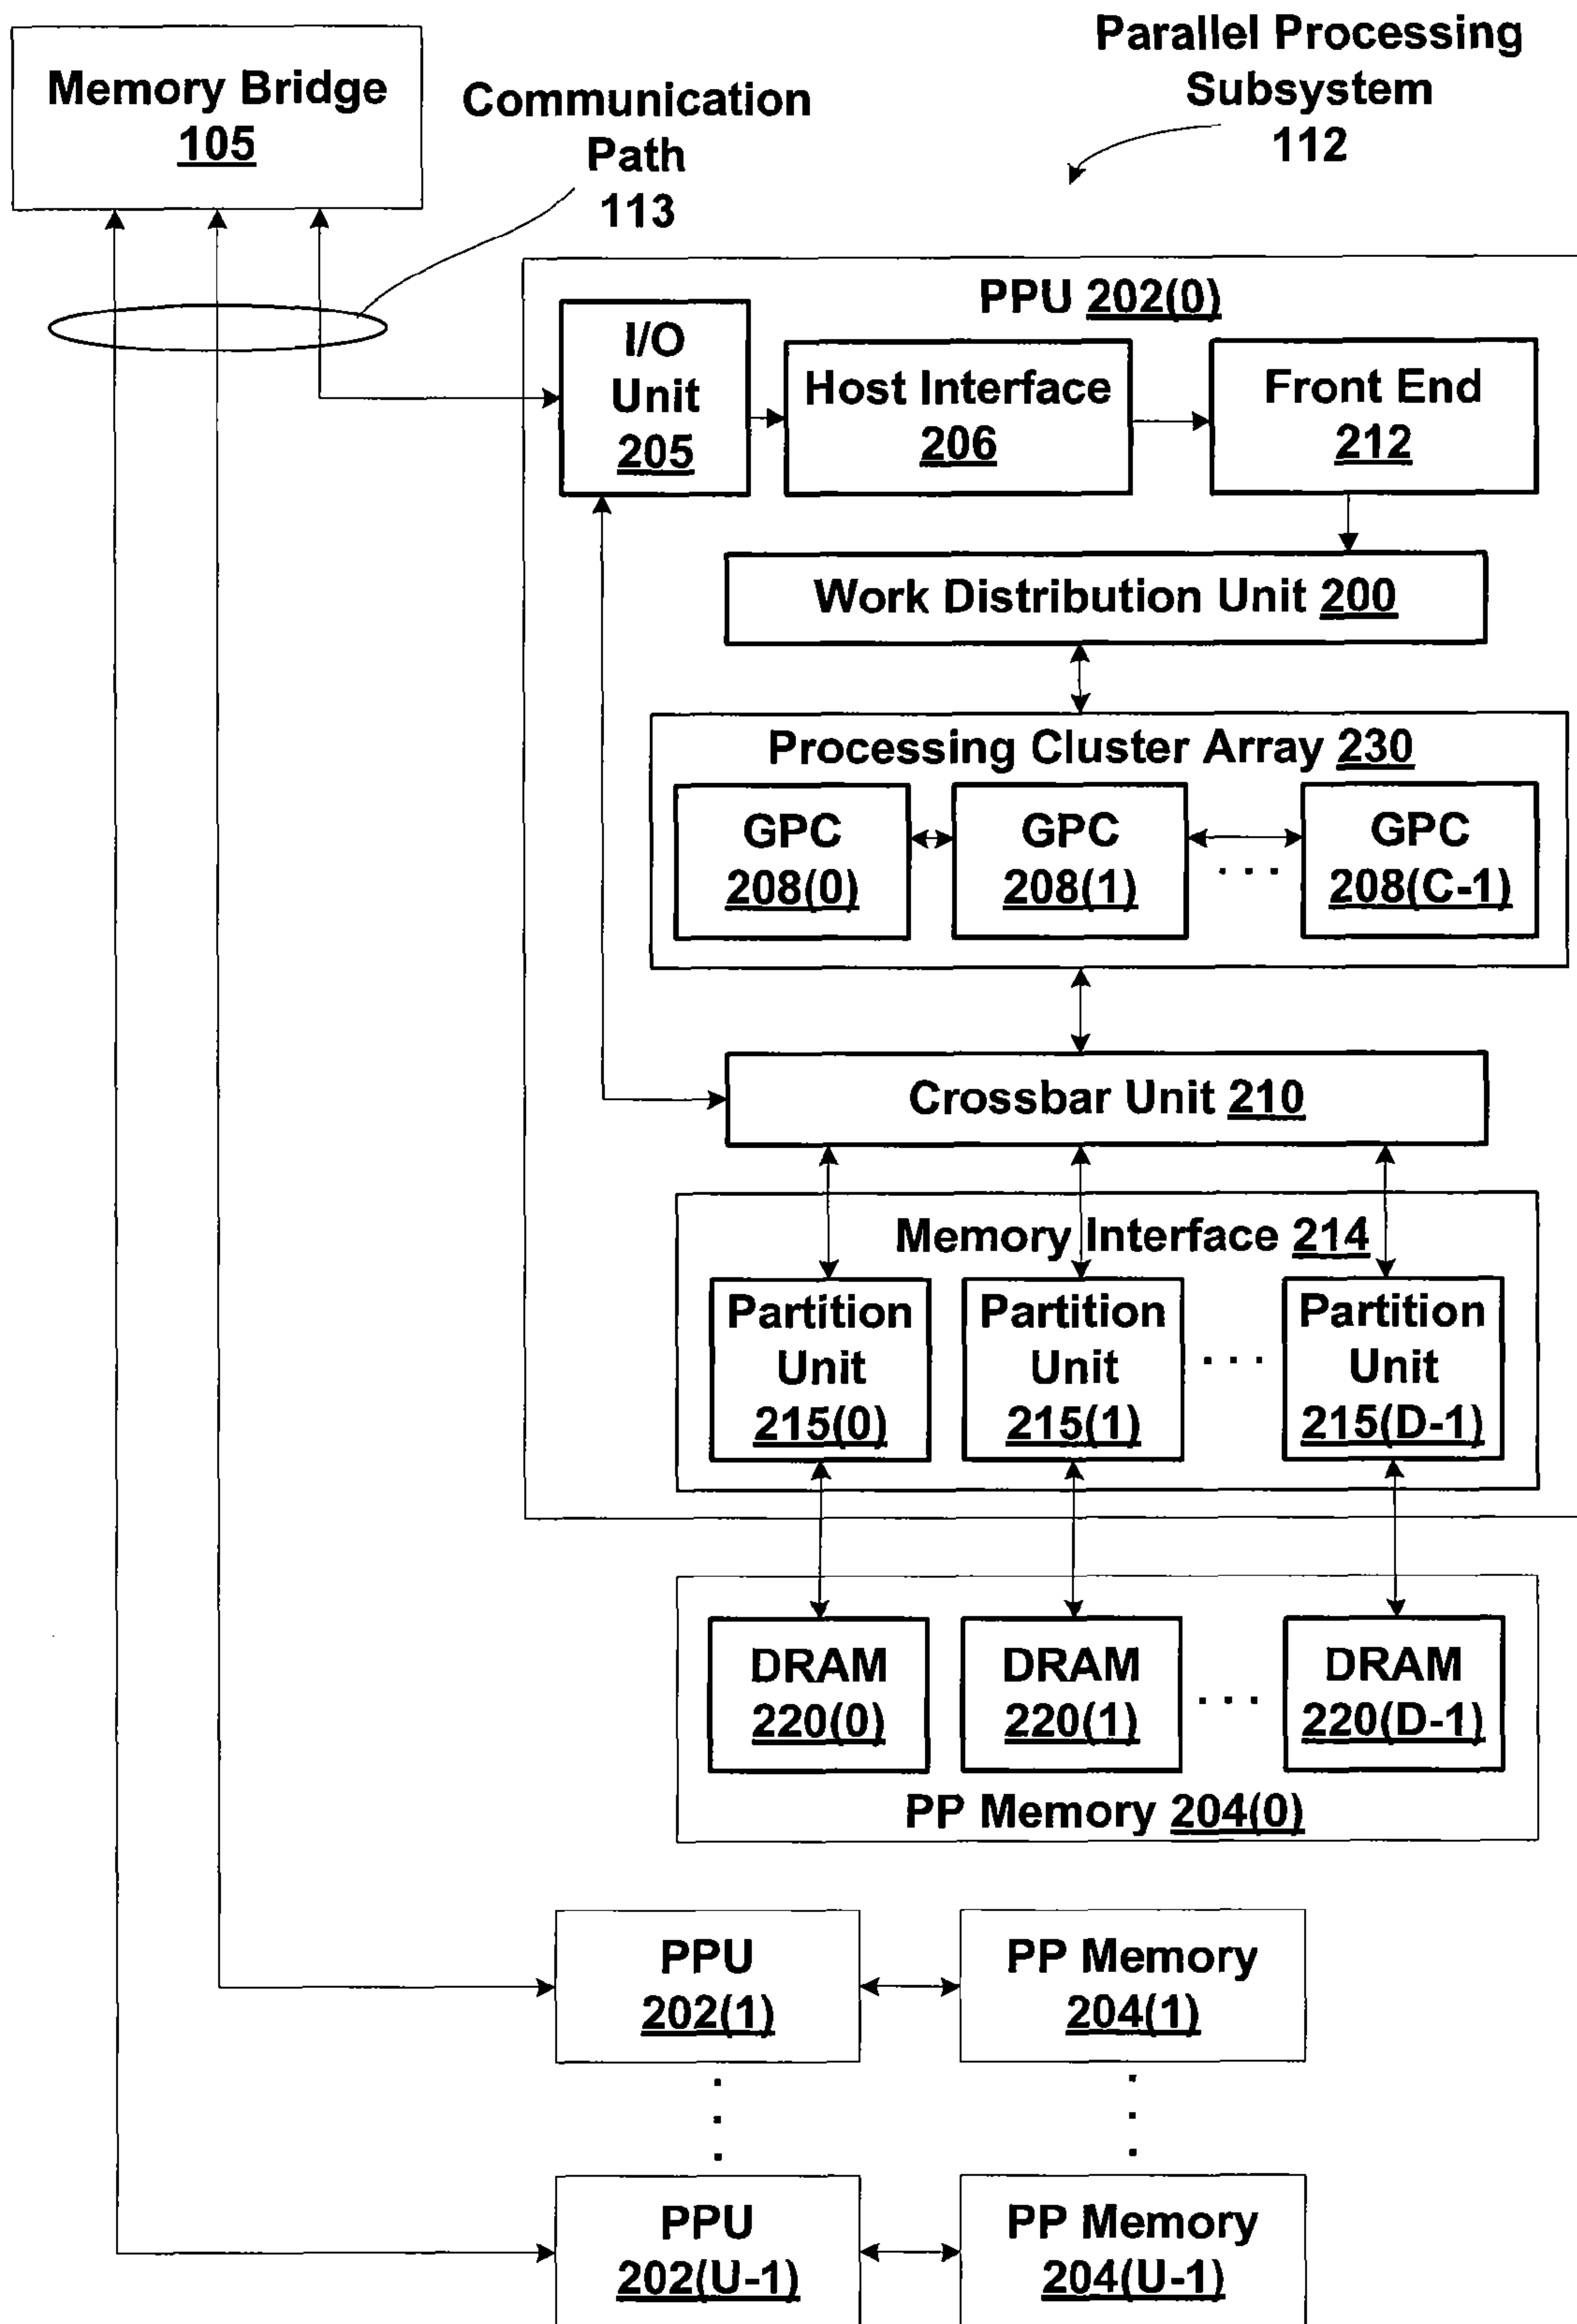 Parallel Processing
Subsystem
112
Memory Bridge
105
Communication
Path
113
PPU 202(0)
I/O
Unit
205
Host Interface
206
Front End
212
Work Distribution Unit 200
Processing Cluster Array 230
GPC
208(0)
GPC
208(1)
. . .
GPC
208(C-1)
Crossbar Unit 210
Memory Interface 214
Partition
Unit
215(0)
Partition
Unit
215(1)
. . .
Partition
Unit
215(D-1)
DRAM
220(0)
DRAM
220(1)
. . .
DRAM
220(D-1)
PP Memory 204(0)
PPU
202(1)
PP Memory
204(1)
.
.
.
.
.
.
PPU
202(U-1)
PP Memory
204(U-1)